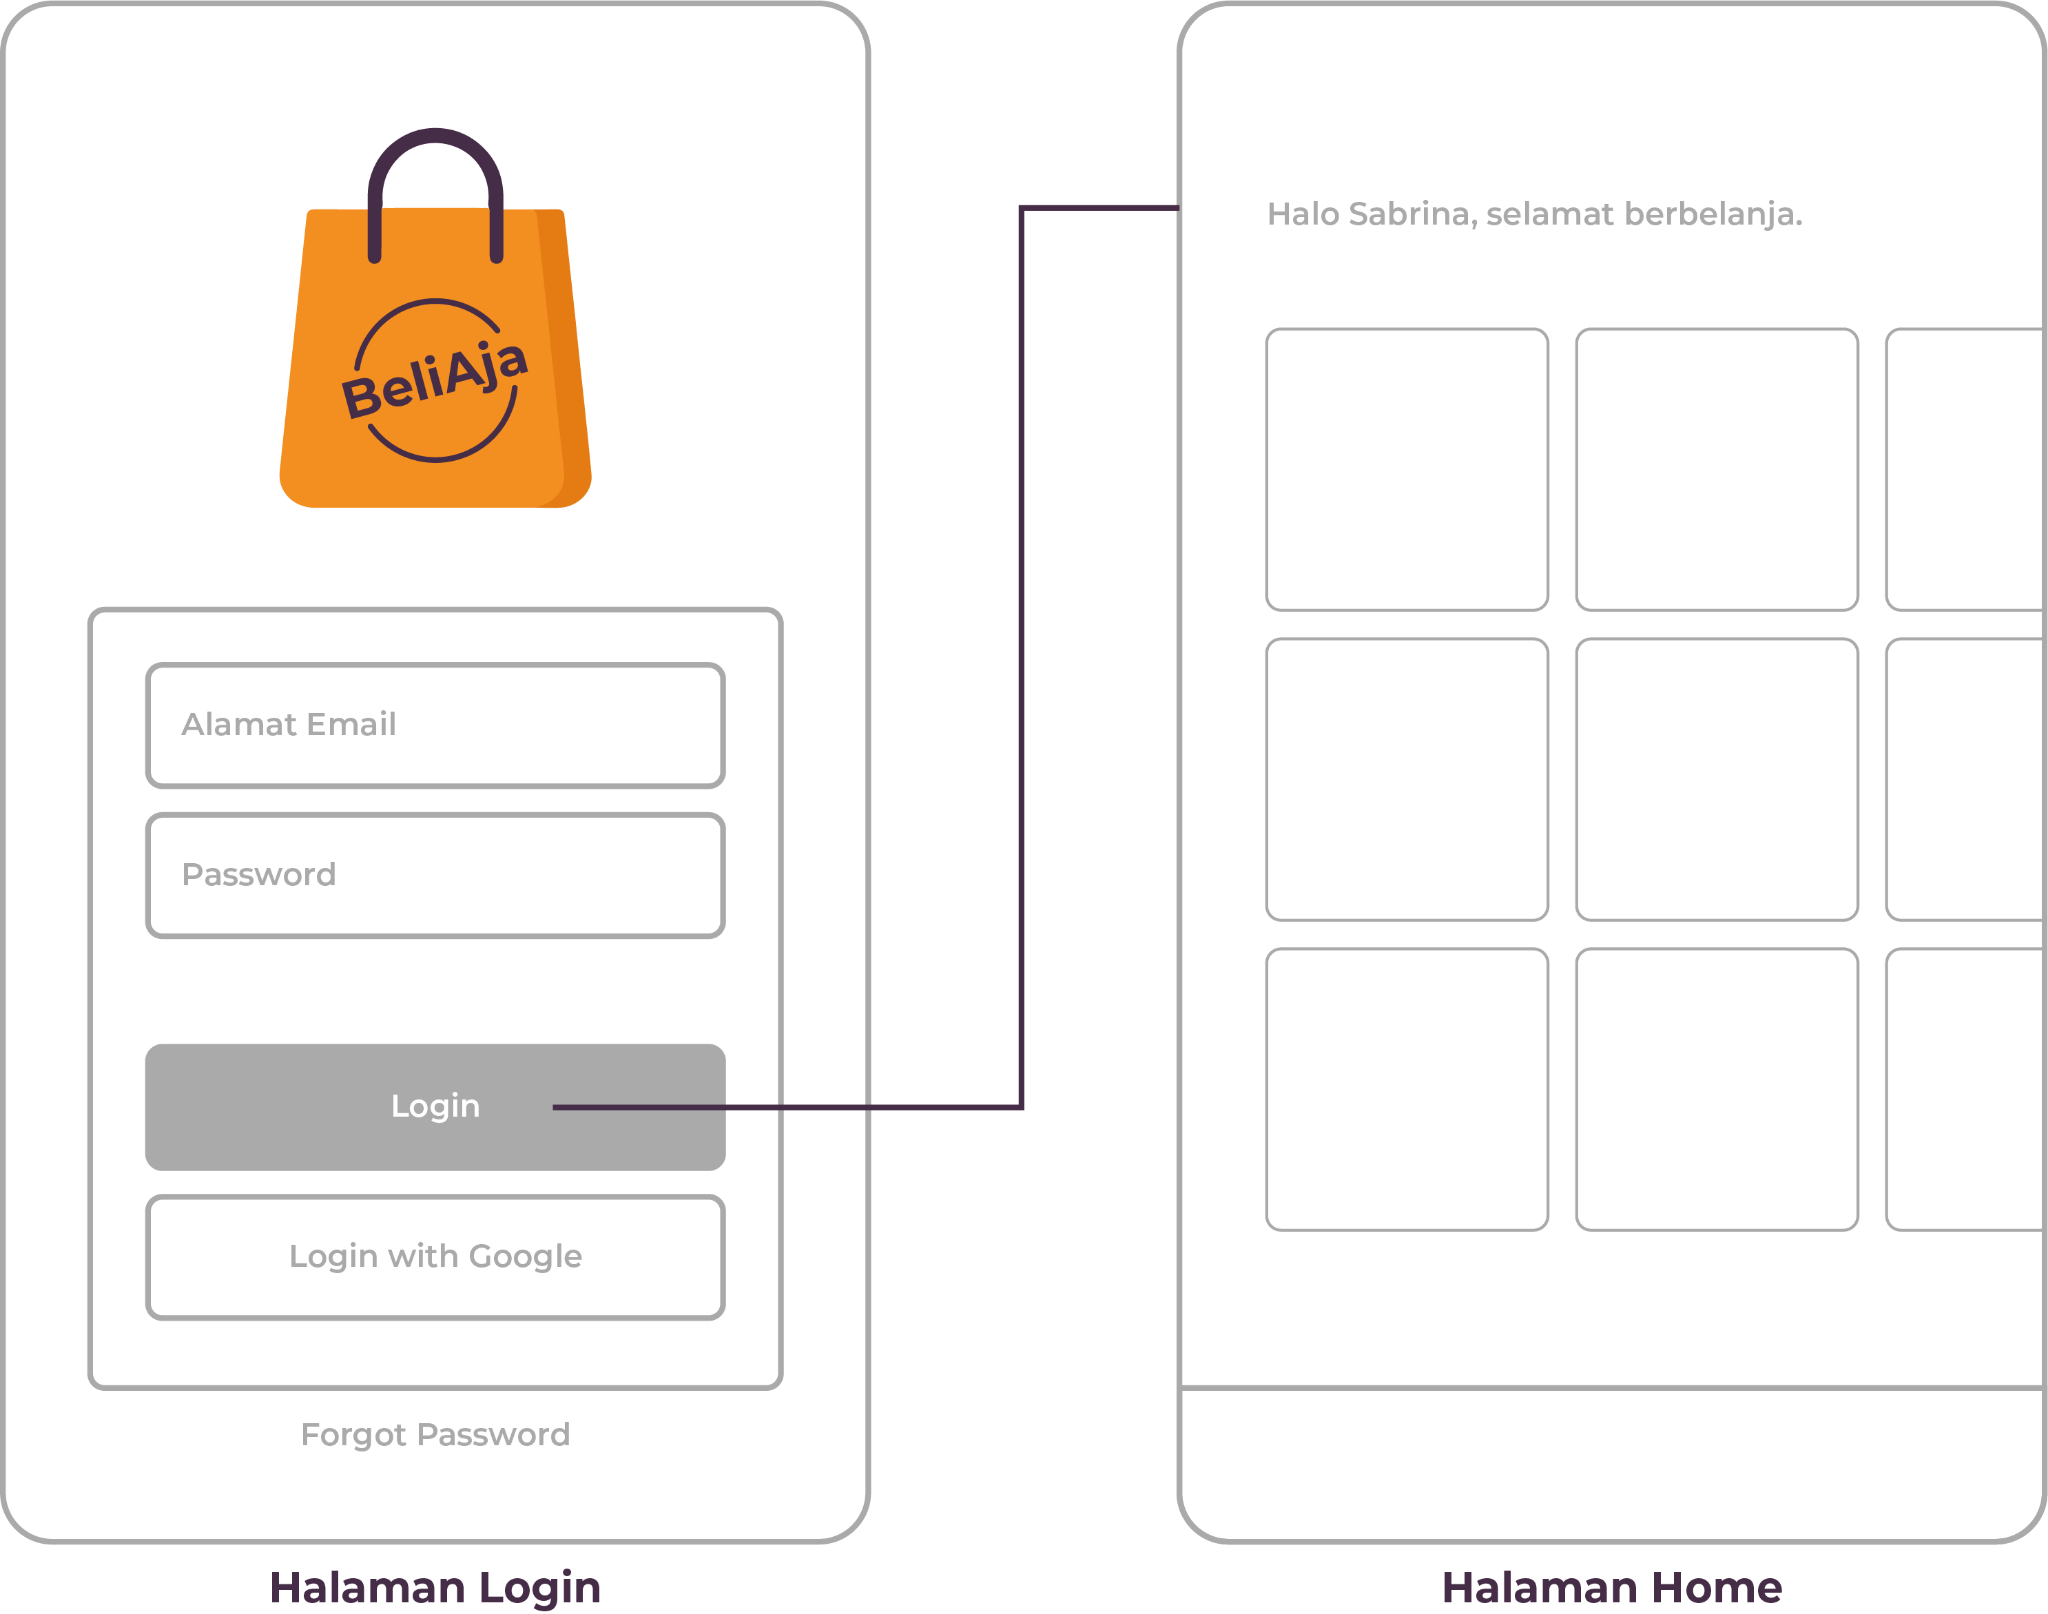 BeliAja
Alamat Email
Password
Login
Login with Google
Forgot Password
Halaman Login
Halo Sabrina, selamat berbelanja.
Halaman Home